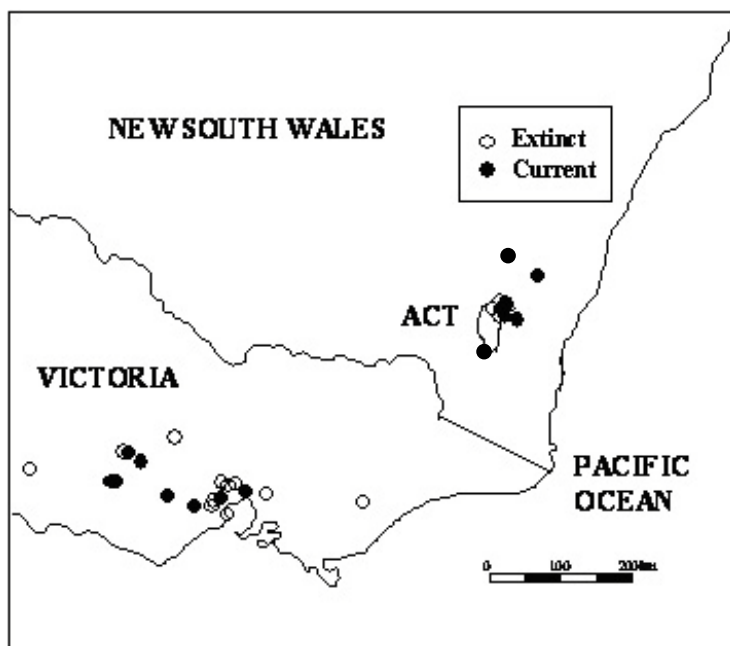 NEW SOUTH WALES
Extinct
Current
ACT
VICTORIA
PACIFIC
OCEAN
0 100 200km